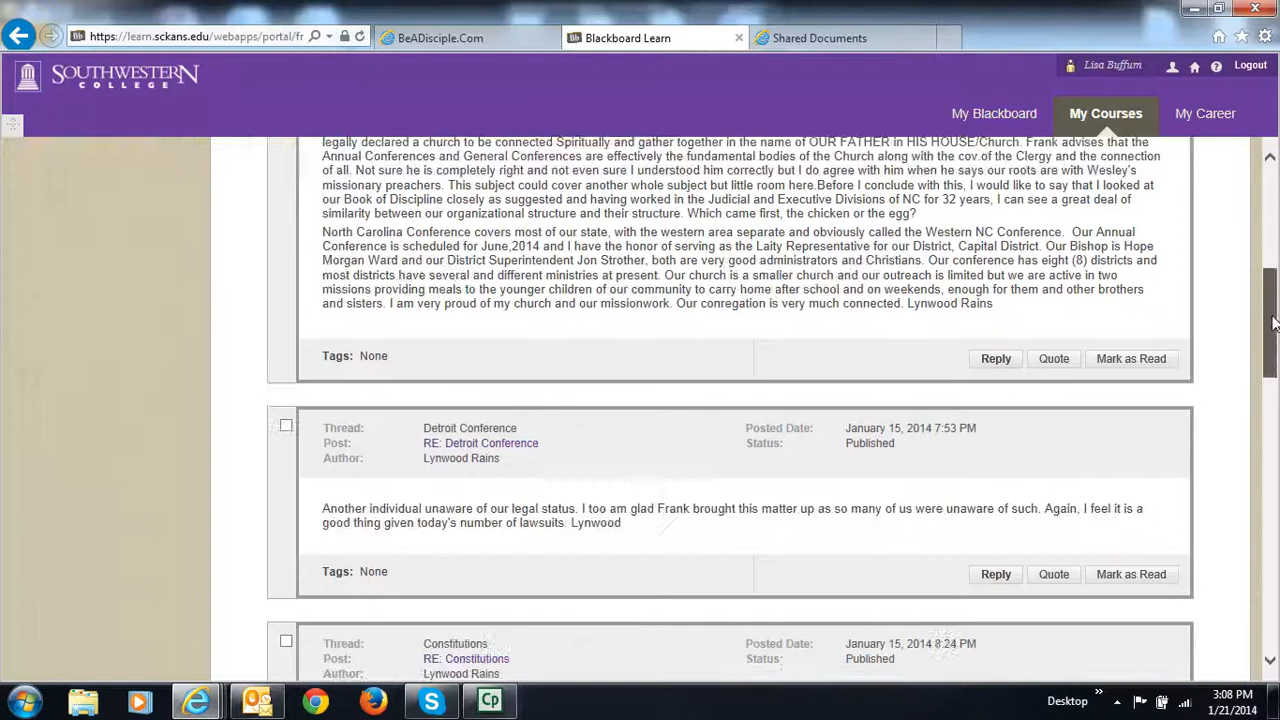 https://learn.sckans.edu/webapps/portal/fr
BeADisciple.Com
Blackboard Learn
Shared Documents
SOUTHWESTERN
COLLEGE
Lisa Buffum
Logout
My Blackboard
My Courses
My Career
legally declared a church to be connected Spiritually and gather together in the name of OUR FATHER in HIS HOUSE/Church. Frank advises that the
Annual Conferences and General Conferences are effectively the fundamental bodies of the Church along with the cov.of the Clergy and the connection
of all. Not sure he is completely right and not even sure I understood him correctly but I do agree with him when he says our roots are with Wesley's
missionary preachers. This subject could cover another whole subject but little room here.Before I conclude with this, I would like to say that I looked at
our Book of Discipline closely as suggested and having worked in the Judicial and Executive Divisions of NC for 32 years, I can see a great deal of
similarity between our organizational structure and their structure. Which came first, the chicken or the egg?
North Carolina Conference covers most of our state, with the western area separate and obviously called the Western NC Conference. Our Annual
Conference is scheduled for June,2014 and I have the honor of serving as the Laity Representative for our District, Capital District. Our Bishop is Hope
Morgan Ward and our District Superintendent Jon Strother, both are very good administrators and Christians. Our conference has eight (8) districts and
most districts have several and different ministries at present. Our church is a smaller church and our outreach is limited but we are active in two
missions providing meals to the younger children of our community to carry home after school and on weekends, enough for them and other brothers
and sisters. I am very proud of my church and our missionwork. Our conregation is very much connected. Lynwood Rains
Tags: None
Reply
Quote
Mark as Read
Thread: Detroit Conference
Posted Date: January 15, 2014 7:53 PM
Post: RE: Detroit Conference
Status: Published
Author: Lynwood Rains
Another individual unaware of our legal status. I too am glad Frank brought this matter up as so many of us were unaware of such. Again, I feel it is a
good thing given today's number of lawsuits. Lynwood
Tags: None
Reply
Quote
Mark as Read
Thread: Constitutions
Posted Date: January 15, 2014 8:24 PM
Post: RE: Constitutions
Status: Published
Author: Lynwood Rains
Desktop
3:08 PM
1/21/2014